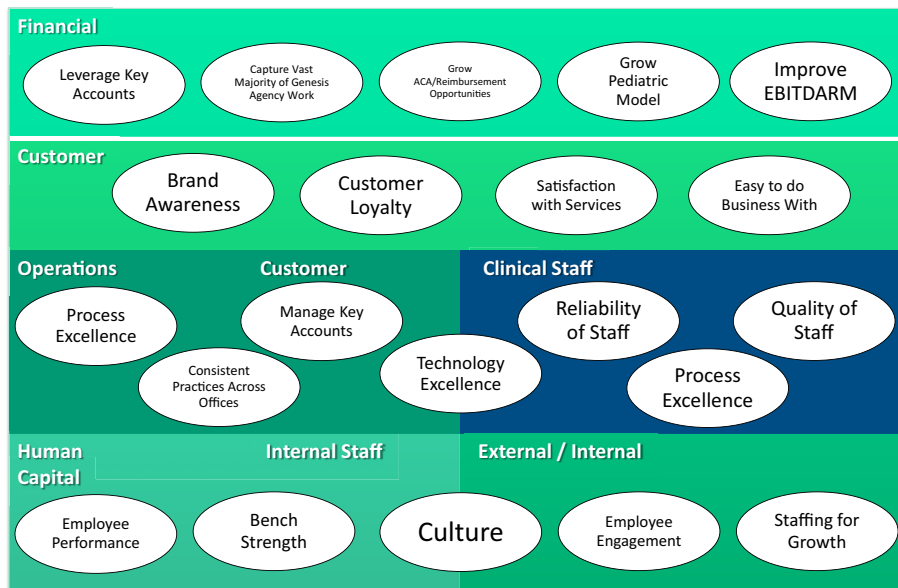 Financial
Leverage Key
Accounts
Capture Vast
Majority of Genesis
Agency Work
Grow
ACA/Reimbursement
Opportunities
Grow
Pediatric
Model
Improve
EBITDARM
Customer
Brand
Awareness
Customer
Loyalty
Satisfaction
with Services
Easy to do
Business With
Operations
Customer
Clinical Staff
Process
Excellence
Manage Key
Accounts
Reliability
of Staff
Quality of
Staff
Consistent
Practices Across
Offices
Technology
Excellence
Process
Excellence
Human
Capital
Internal Staff
External / Internal
Employee
Performance
Bench
Strength
Culture
Employee
Engagement
Staffing for
Growth